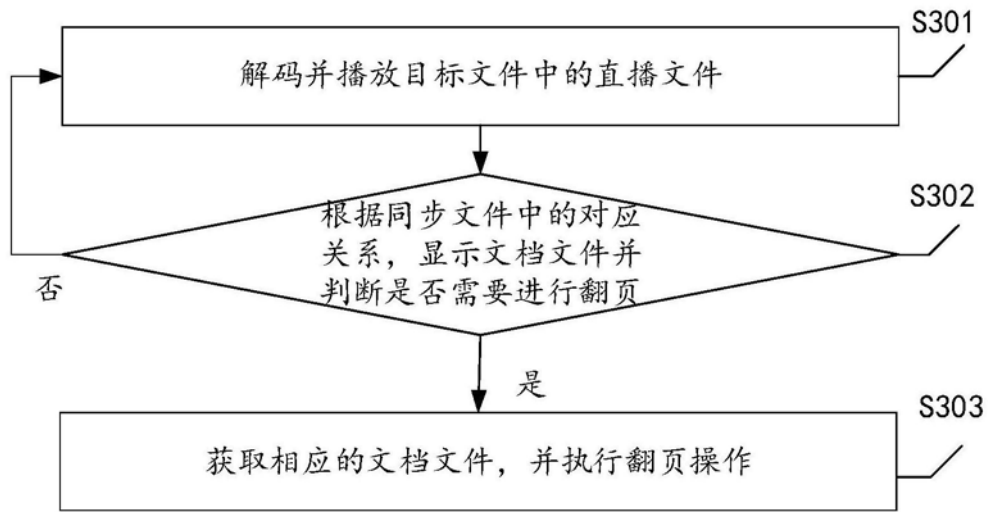 S301
解码并播放目标文件中的直播文件
S302
根据同步文件中的对应
关系，显示文档文件并
判断是否需要进行翻页
否
是
S303
获取相应的文档文件，并执行翻页操作